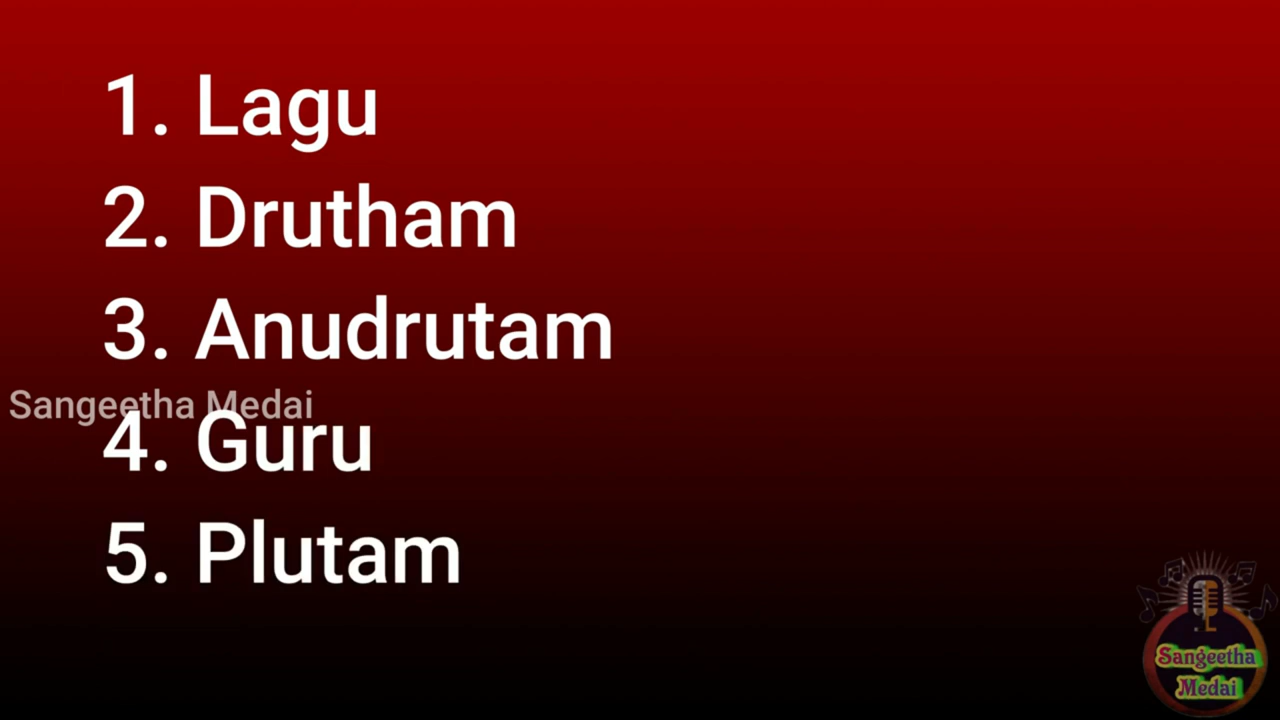 1. Lagu
2. Drutham
3. Anudrutam
Sangeetha Medai
4. Guru
5. Plutam
Sangeetha
Medai